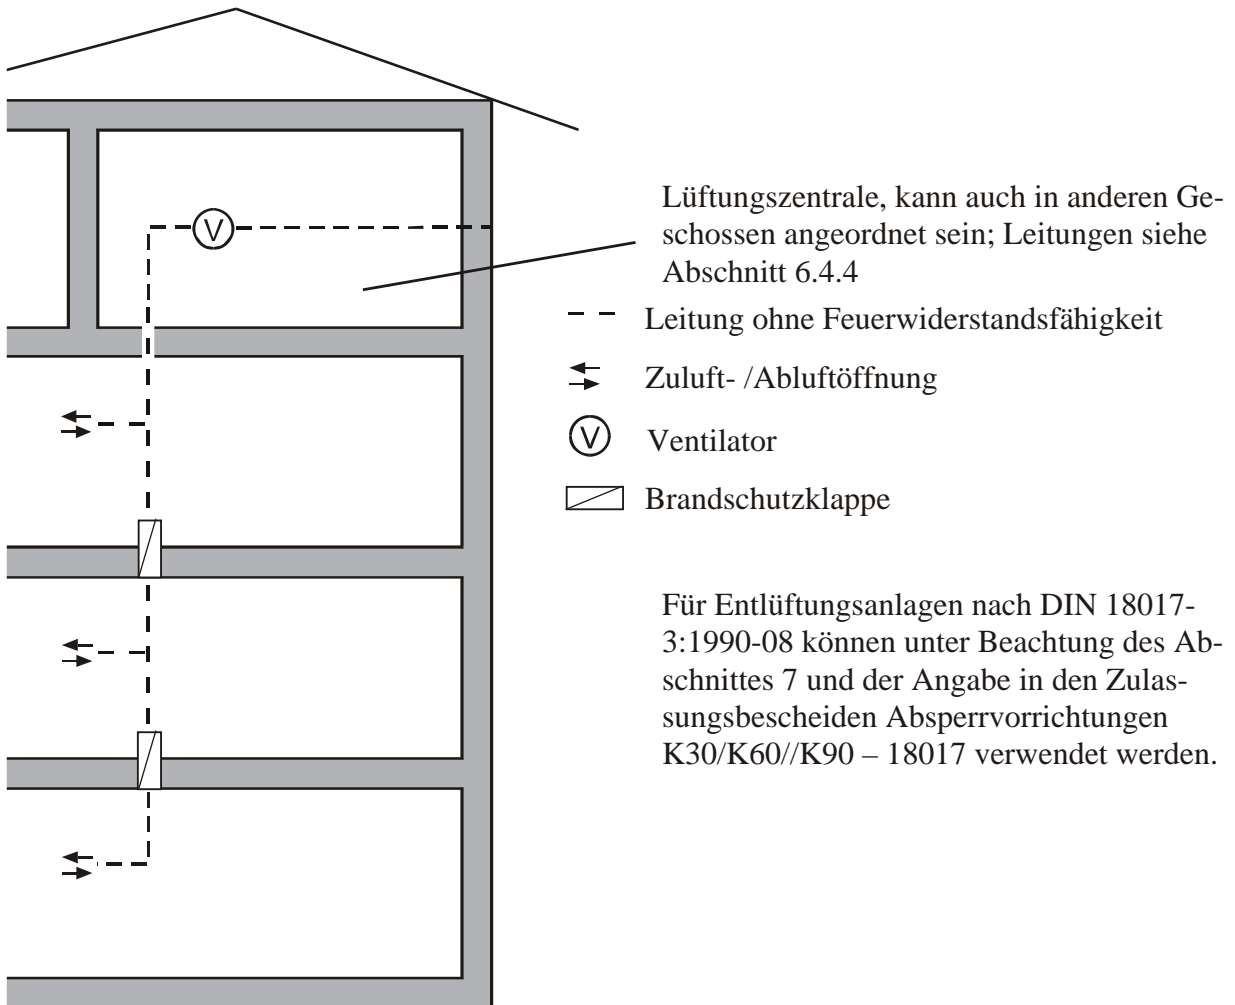 Lüftungszentrale, kann auch in anderen Ge-
schossen angeordnet sein; Leitungen siehe
Abschnitt 6.4.4
Leitung ohne Feuerwiderstandsfähigkeit
Zuluft- /Abluftöffnung
V
V
Ventilator
Brandschutzklappe
Für Entlüftungsanlagen nach DIN 18017-
3:1990-08 können unter Beachtung des Ab-
schnittes 7 und der Angabe in den Zulas-
sungsbescheiden Absperrvorrichtungen
K30/K60//K90 – 18017 verwendet werden.